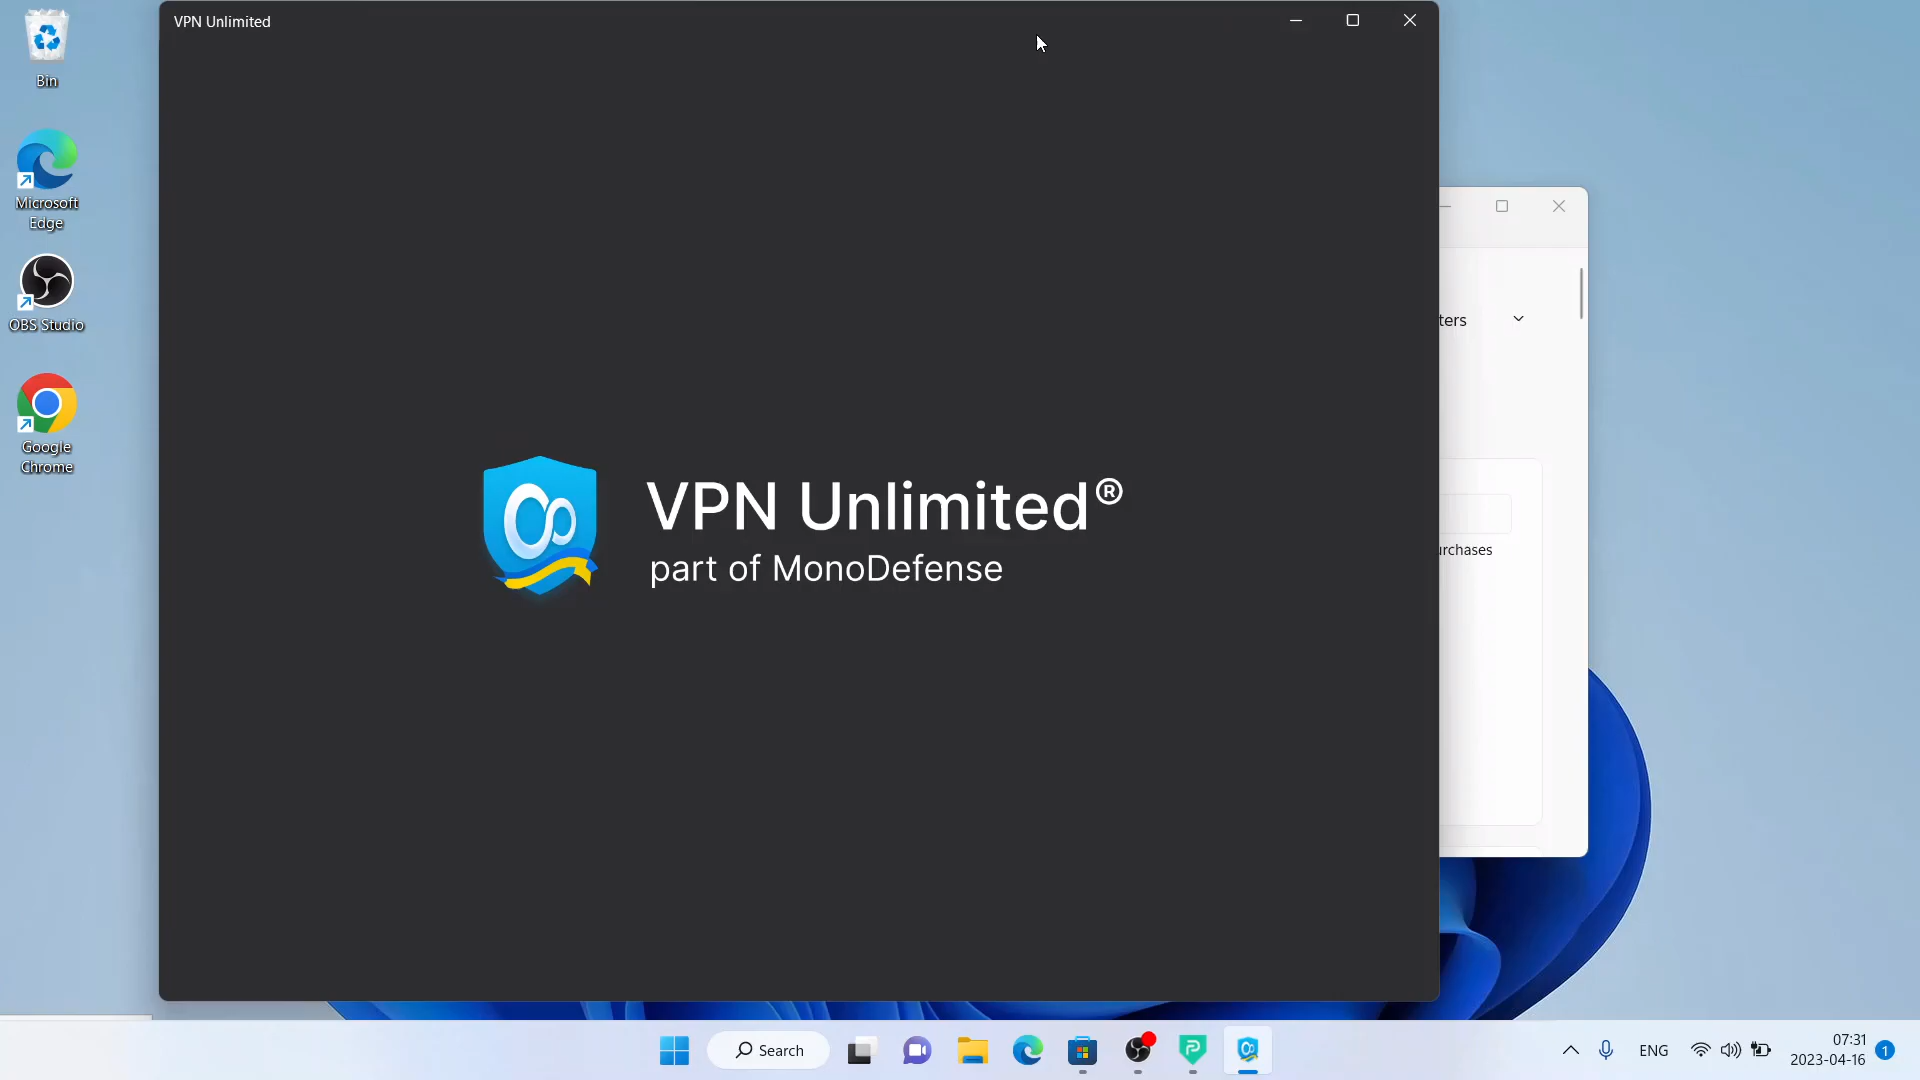 VPN Unlimited
Bin
Microsoft
Edge
OBS Studio
Google
Chrome
VPN Unlimited®
part of MonoDefense
ters
urchases
Search
ENG
07:31
2023-04-16
1